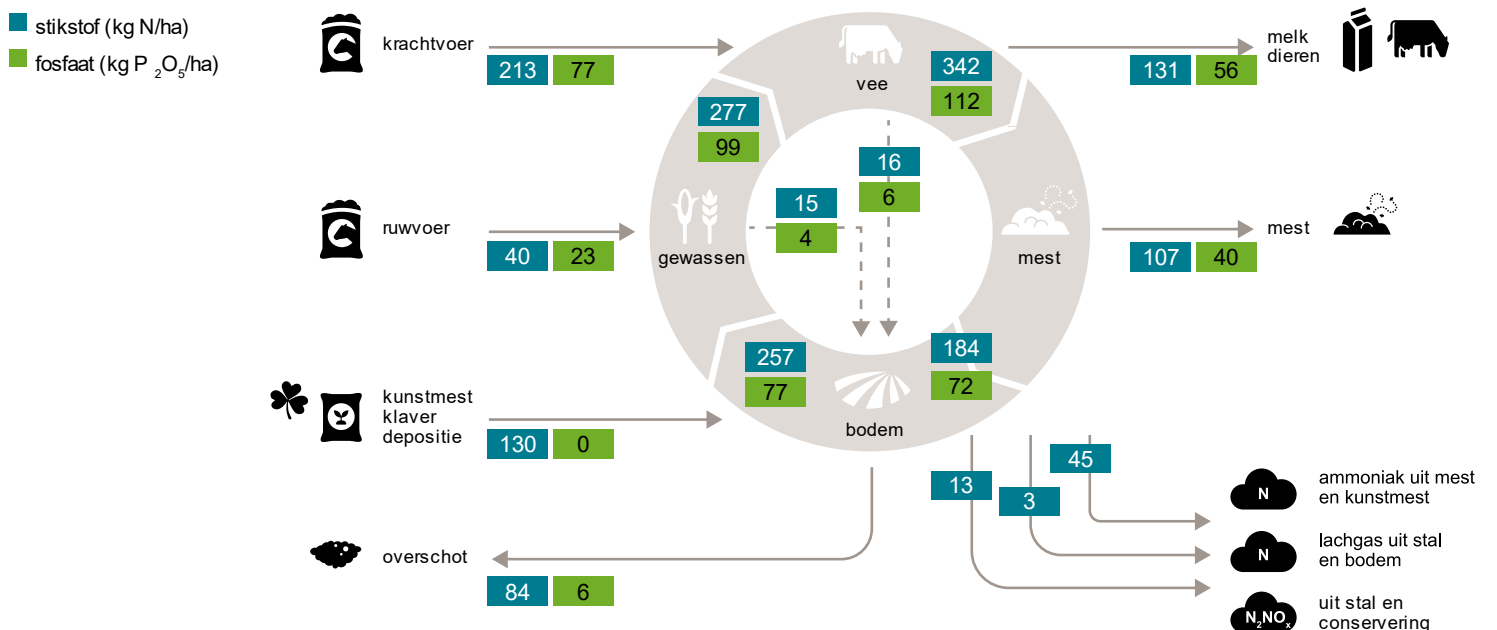 stikstof (kg N/ha)
fosfaat (kg P 2O5/ha)
krachtvoer
213 77
277
99
vee
342
112
melk
dieren
131 56
16
6
15
4
ruwvoer
40 23
gewassen
mest
mest
107 40
257
77
184
72
bodem
kunstmest
klaver
depositie
130 0
45
13
3
N
ammoniak uit mest
en kunstmest
N
lachgas uit stal
en bodem
overschot
84 6
N2NOx
uit stal en
conservering